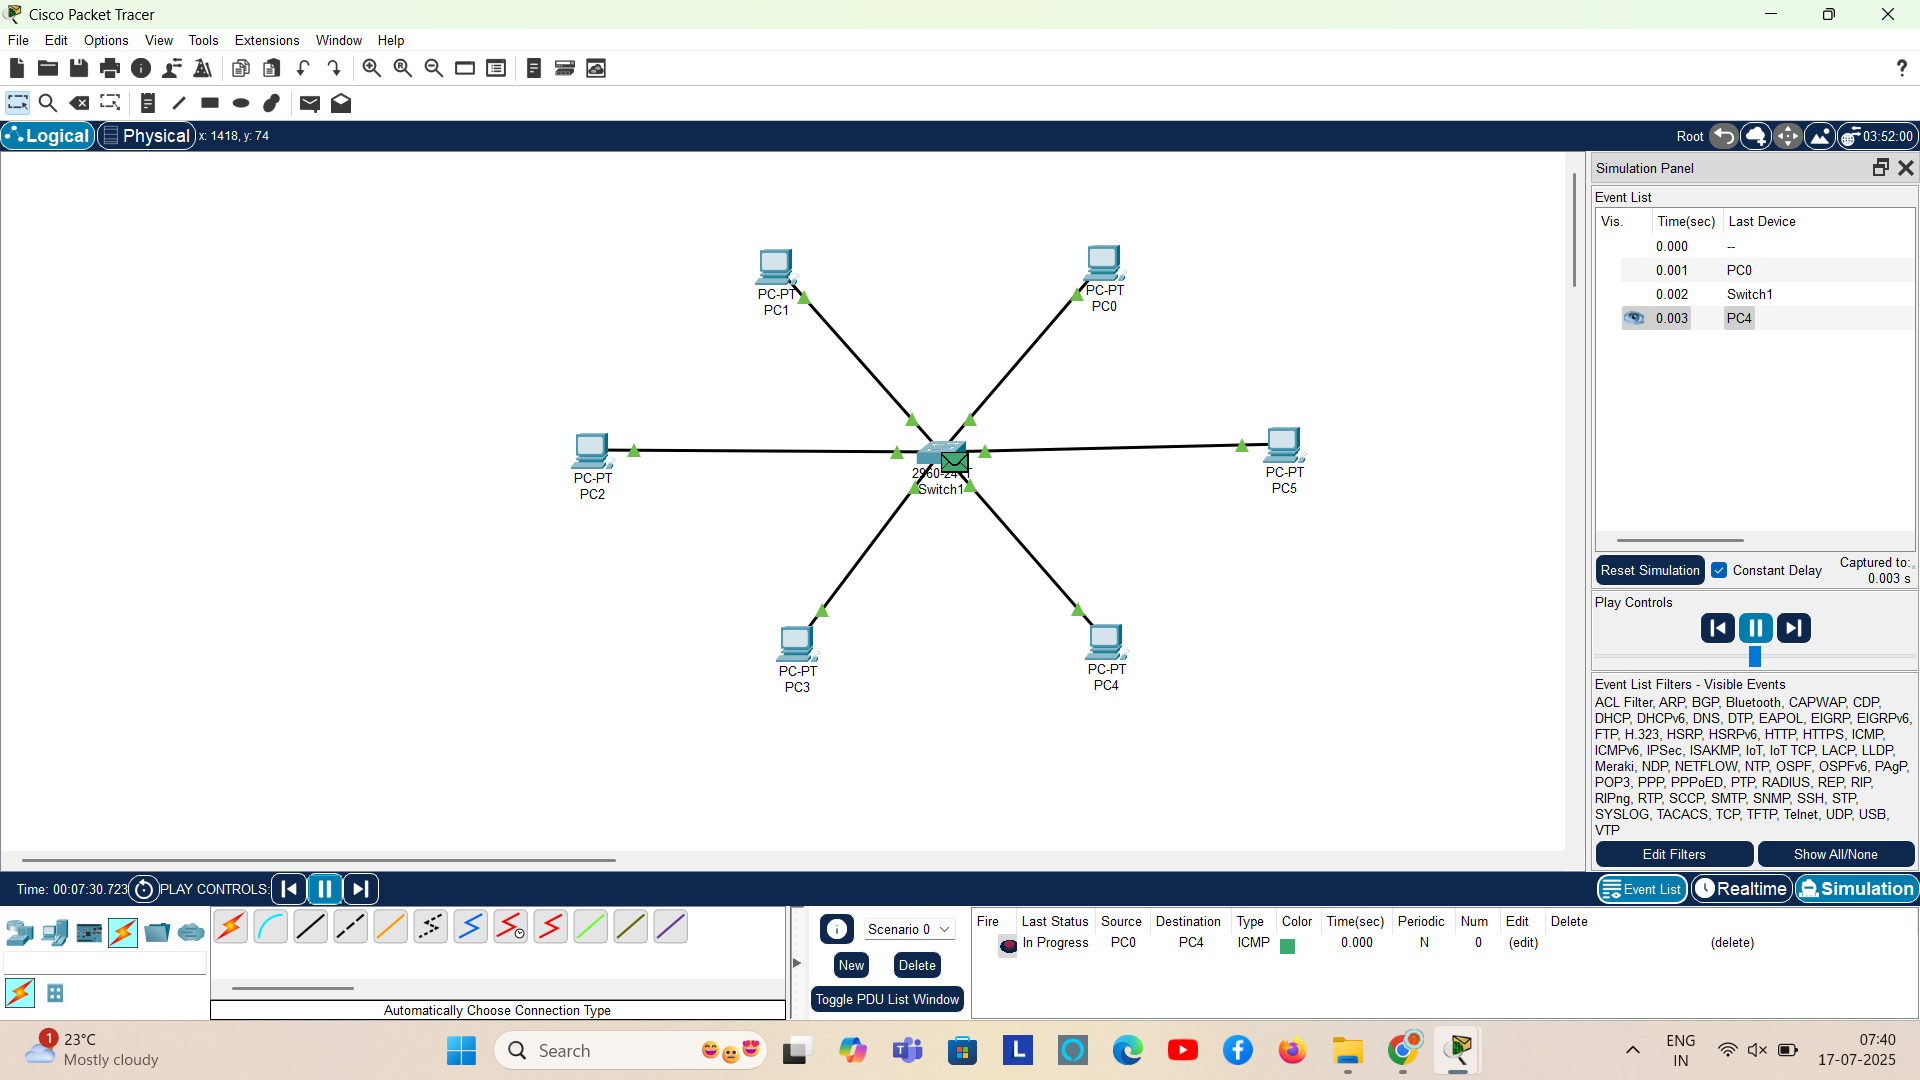 Cisco Packet Tracer
File Edit Options View Tools Extensions Window Help
?
Logical Physical x: 1418, y: 74 Root 03:52:00
Simulation Panel
Event List
Vis. Time(sec) Last Device
0.000 --
0.001 PC0
0.002 Switch1
0.003 PC4
PC-PT
PC1
PC-PT
PC0
PC-PT
PC2
Switch1
PC-PT
PC5
PC-PT
PC3
PC-PT
PC4
Reset Simulation Constant Delay Captured to:
0.003 s
Play Controls
Event List Filters - Visible Events
ACL Filter, ARP, BGP, Bluetooth, CAPWAP, CDP,
DHCP, DHCPv6, DNS, DTP, EAPOL, EIGRP, EIGRPv6,
FTP, H.323, HSRP, HSRPv6, HTTP, HTTPS, ICMP,
ICMPv6, IPSec, ISAKMP, IoT, IoT TCP, LACP, LLDP,
Meraki, NDP, NETFLOW, NTP, OSPF, OSPFv6, PAgP,
POP3, PPP, PPPoED, PTP, RADIUS, REP, RIP,
RIPng, RTP, SCCP, SMTP, SNMP, SSH, STP,
SYSLOG, TACACS, TCP, TFTP, Telnet, UDP, USB,
VTP
Edit Filters Show All/None
Time: 00:07:30.723 PLAY CONTROLS: Event List Realtime Simulation
Scenario 0
New Delete
Toggle PDU List Window
Fire Last Status Source Destination Type Color Time(sec) Periodic Num Edit Delete
In Progress PC0 PC4 ICMP 0.000 N 0 (edit) (delete)
Automatically Choose Connection Type
1
23°C
Mostly cloudy
Search
L
ENG
IN
07:40
17-07-2025